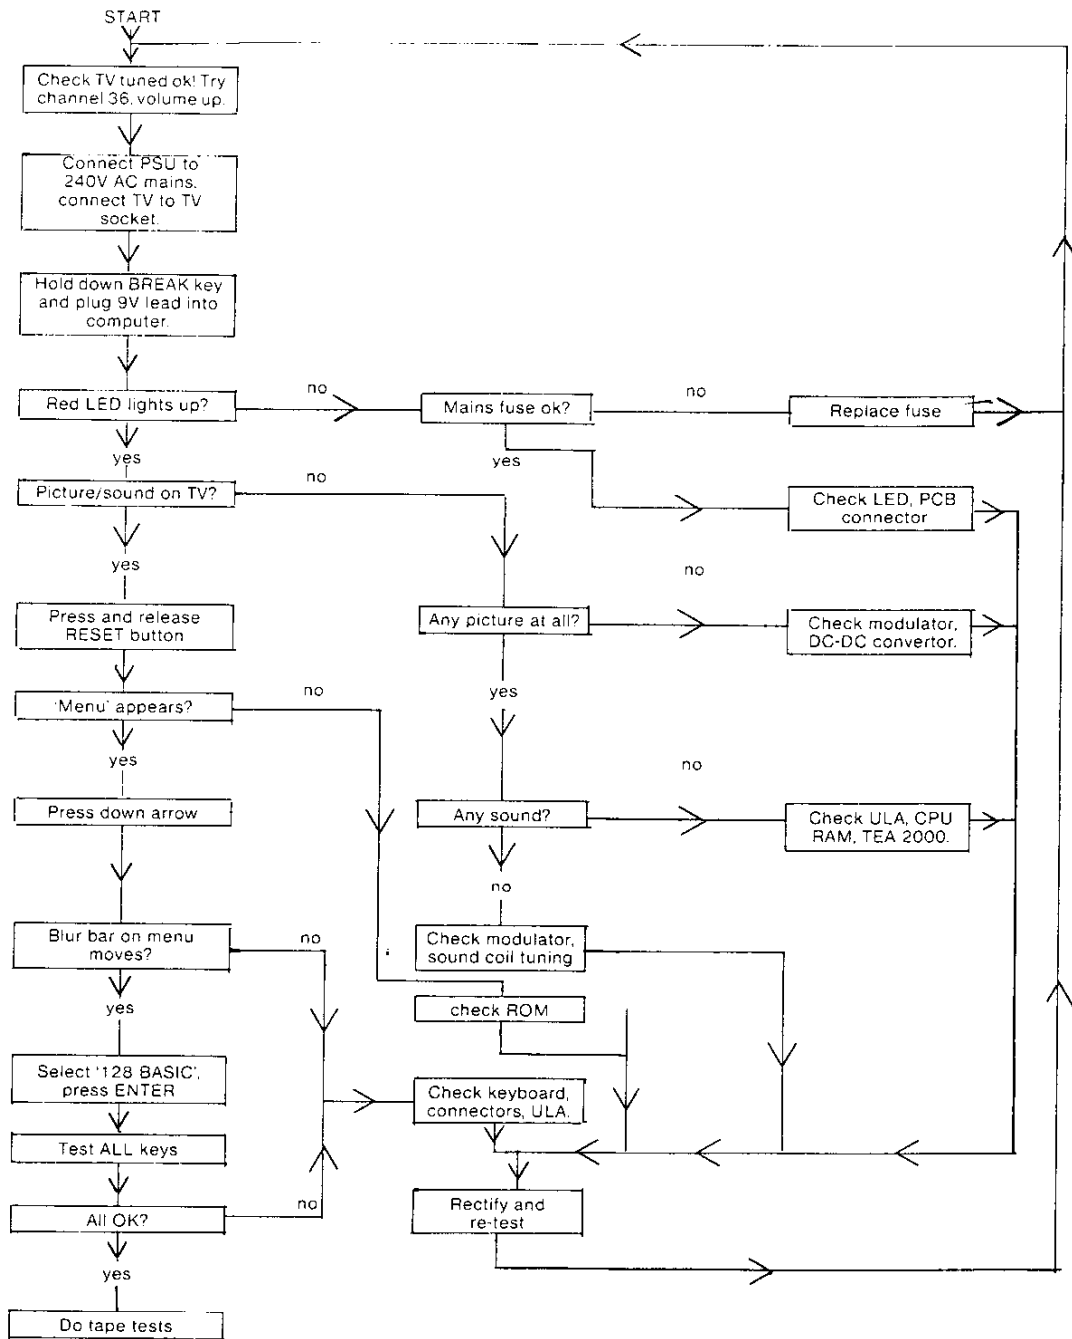 START
Check TV tuned ok! Try
channel 36, volume up.
Connect PSU to
240V AC mains.
connect TV to TV
socket.
Hold down BREAK key
and plug 9V lead into
computer.
Red LED lights up?
no
Mains fuse ok?
no
Replace fuse
yes
yes
Picture/sound on TV?
no
Check LED, PCB
connector
yes
no
Press and release
RESET button
Any picture at all?
Check modulator,
DC-DC convertor.
'Menu' appears?
no
yes
yes
no
Press down arrow
Any sound?
Check ULA, CPU
RAM, TEA 2000.
no
Blur bar on menu
moves?
no
Check modulator,
sound coil tuning
yes
check ROM
Select '128 BASIC',
press ENTER
Check keyboard,
connectors, ULA.
Test ALL keys
All OK?
no
Rectify and
re-test
yes
Do tape tests